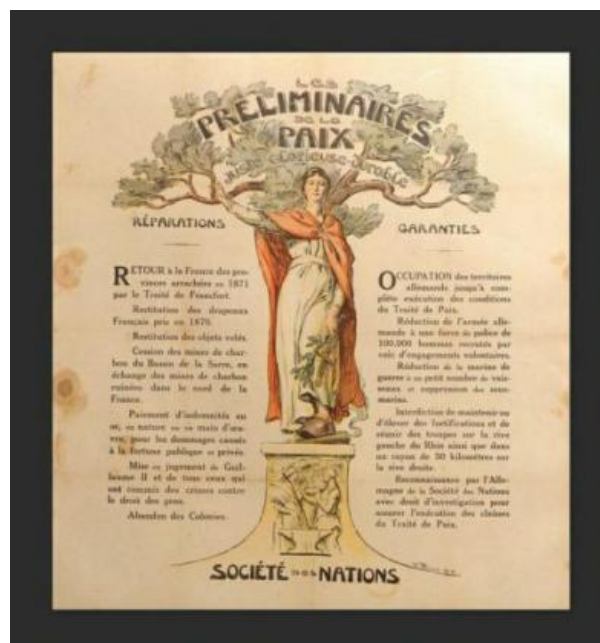 LES
PRÉLIMINAIRES
DE LA
PAIX
Juste-Glorieuse-Durable
RÉPARATIONS
RETOUR à la France des pro-
vinces arrachées en 1871
par le Traité de Francfort.
Restitution des drapeaux
Français pris en 1870.
Restitution des objets volés.
Cession des mines de char-
bon du Bassin de la Sarre, en
échange des mines de charbon
ruinées dans le nord de la
France.
Paiement d'indemnités en
or, en nature ou en main d'œu-
vre, pour les dommages causés
à la fortune publique et privée.
Mise en jugement de Guil-
laume II et de tous ceux qui
ont commis des crimes contre
le droit des gens.
Abandon des Colonies.
GARANTIES
OCCUPATION des territoires
allemands jusqu'à com-
plète exécution des conditions
du Traité de Paix.
Réduction de l'armée alle-
mande à une force de police de
100,000 hommes recrutés par
voie d'engagements volontaires.
Réduction de la marine de
guerre à un petit nombre de vais-
seaux et suppression des sous-
marins.
Interdiction de maintenir ou
d'élever des fortifications et de
réunir des troupes sur la rive
gauche du Rhin ainsi que dans
un rayon de 50 kilomètres sur
la rive droite.
Reconnaissance par l'Alle-
magne de la Société des Nations
avec droit d'investigation pour
assurer l'exécution des clauses
du Traité de Paix.
SOCIÉTÉ DES NATIONS